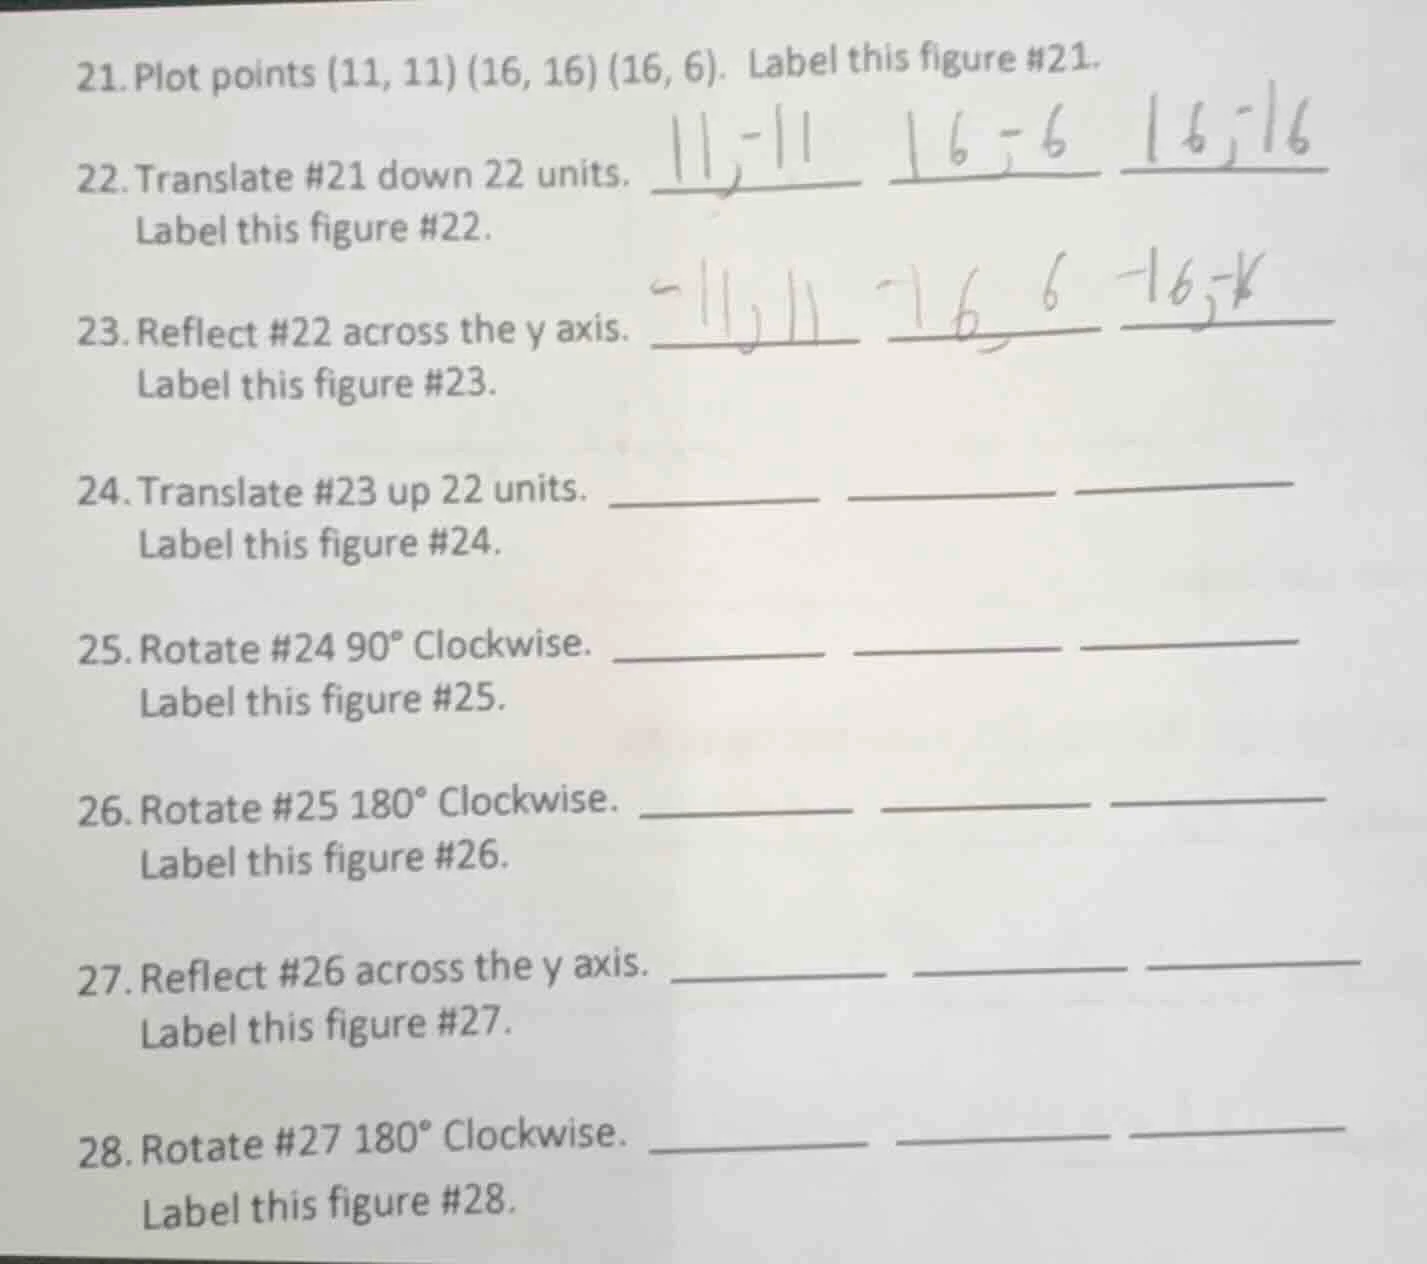 21. Plot points (11, 11) (16, 16) (16, 6). Label this figure #21.
22. Translate #21 down 22 units. 11,-11 16,-6 16,-16
Label this figure #22.
23. Reflect #22 across the y axis. -11,11 -16, 6 -16,
Label this figure #23.
24. Translate #23 up 22 units.
Label this figure #24.
25. Rotate #24 90° Clockwise.
Label this figure #25.
26. Rotate #25 180° Clockwise.
Label this figure #26.
27. Reflect #26 across the y axis.
Label this figure #27.
28. Rotate #27 180° Clockwise.
Label this figure #28.